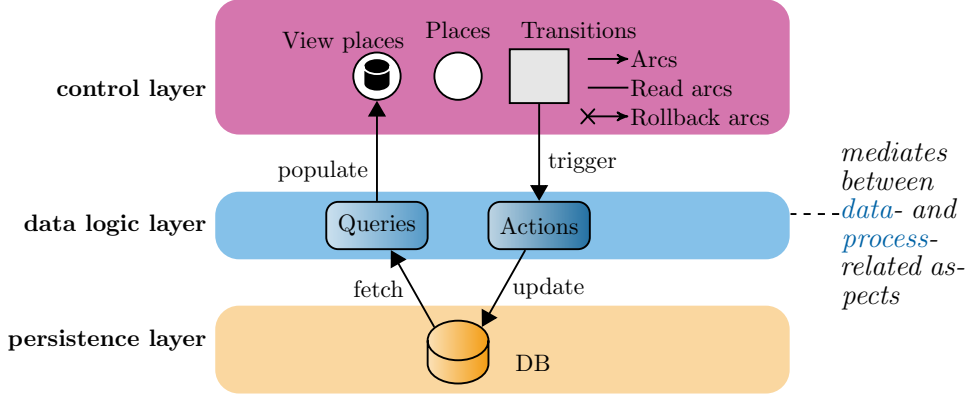 View places
Places
Transitions
control layer
Arcs
Read arcs
Rollback arcs
populate
trigger
mediates
between
data- and
process-
related as-
pects
data logic layer
Queries
Actions
fetch
update
persistence layer
DB